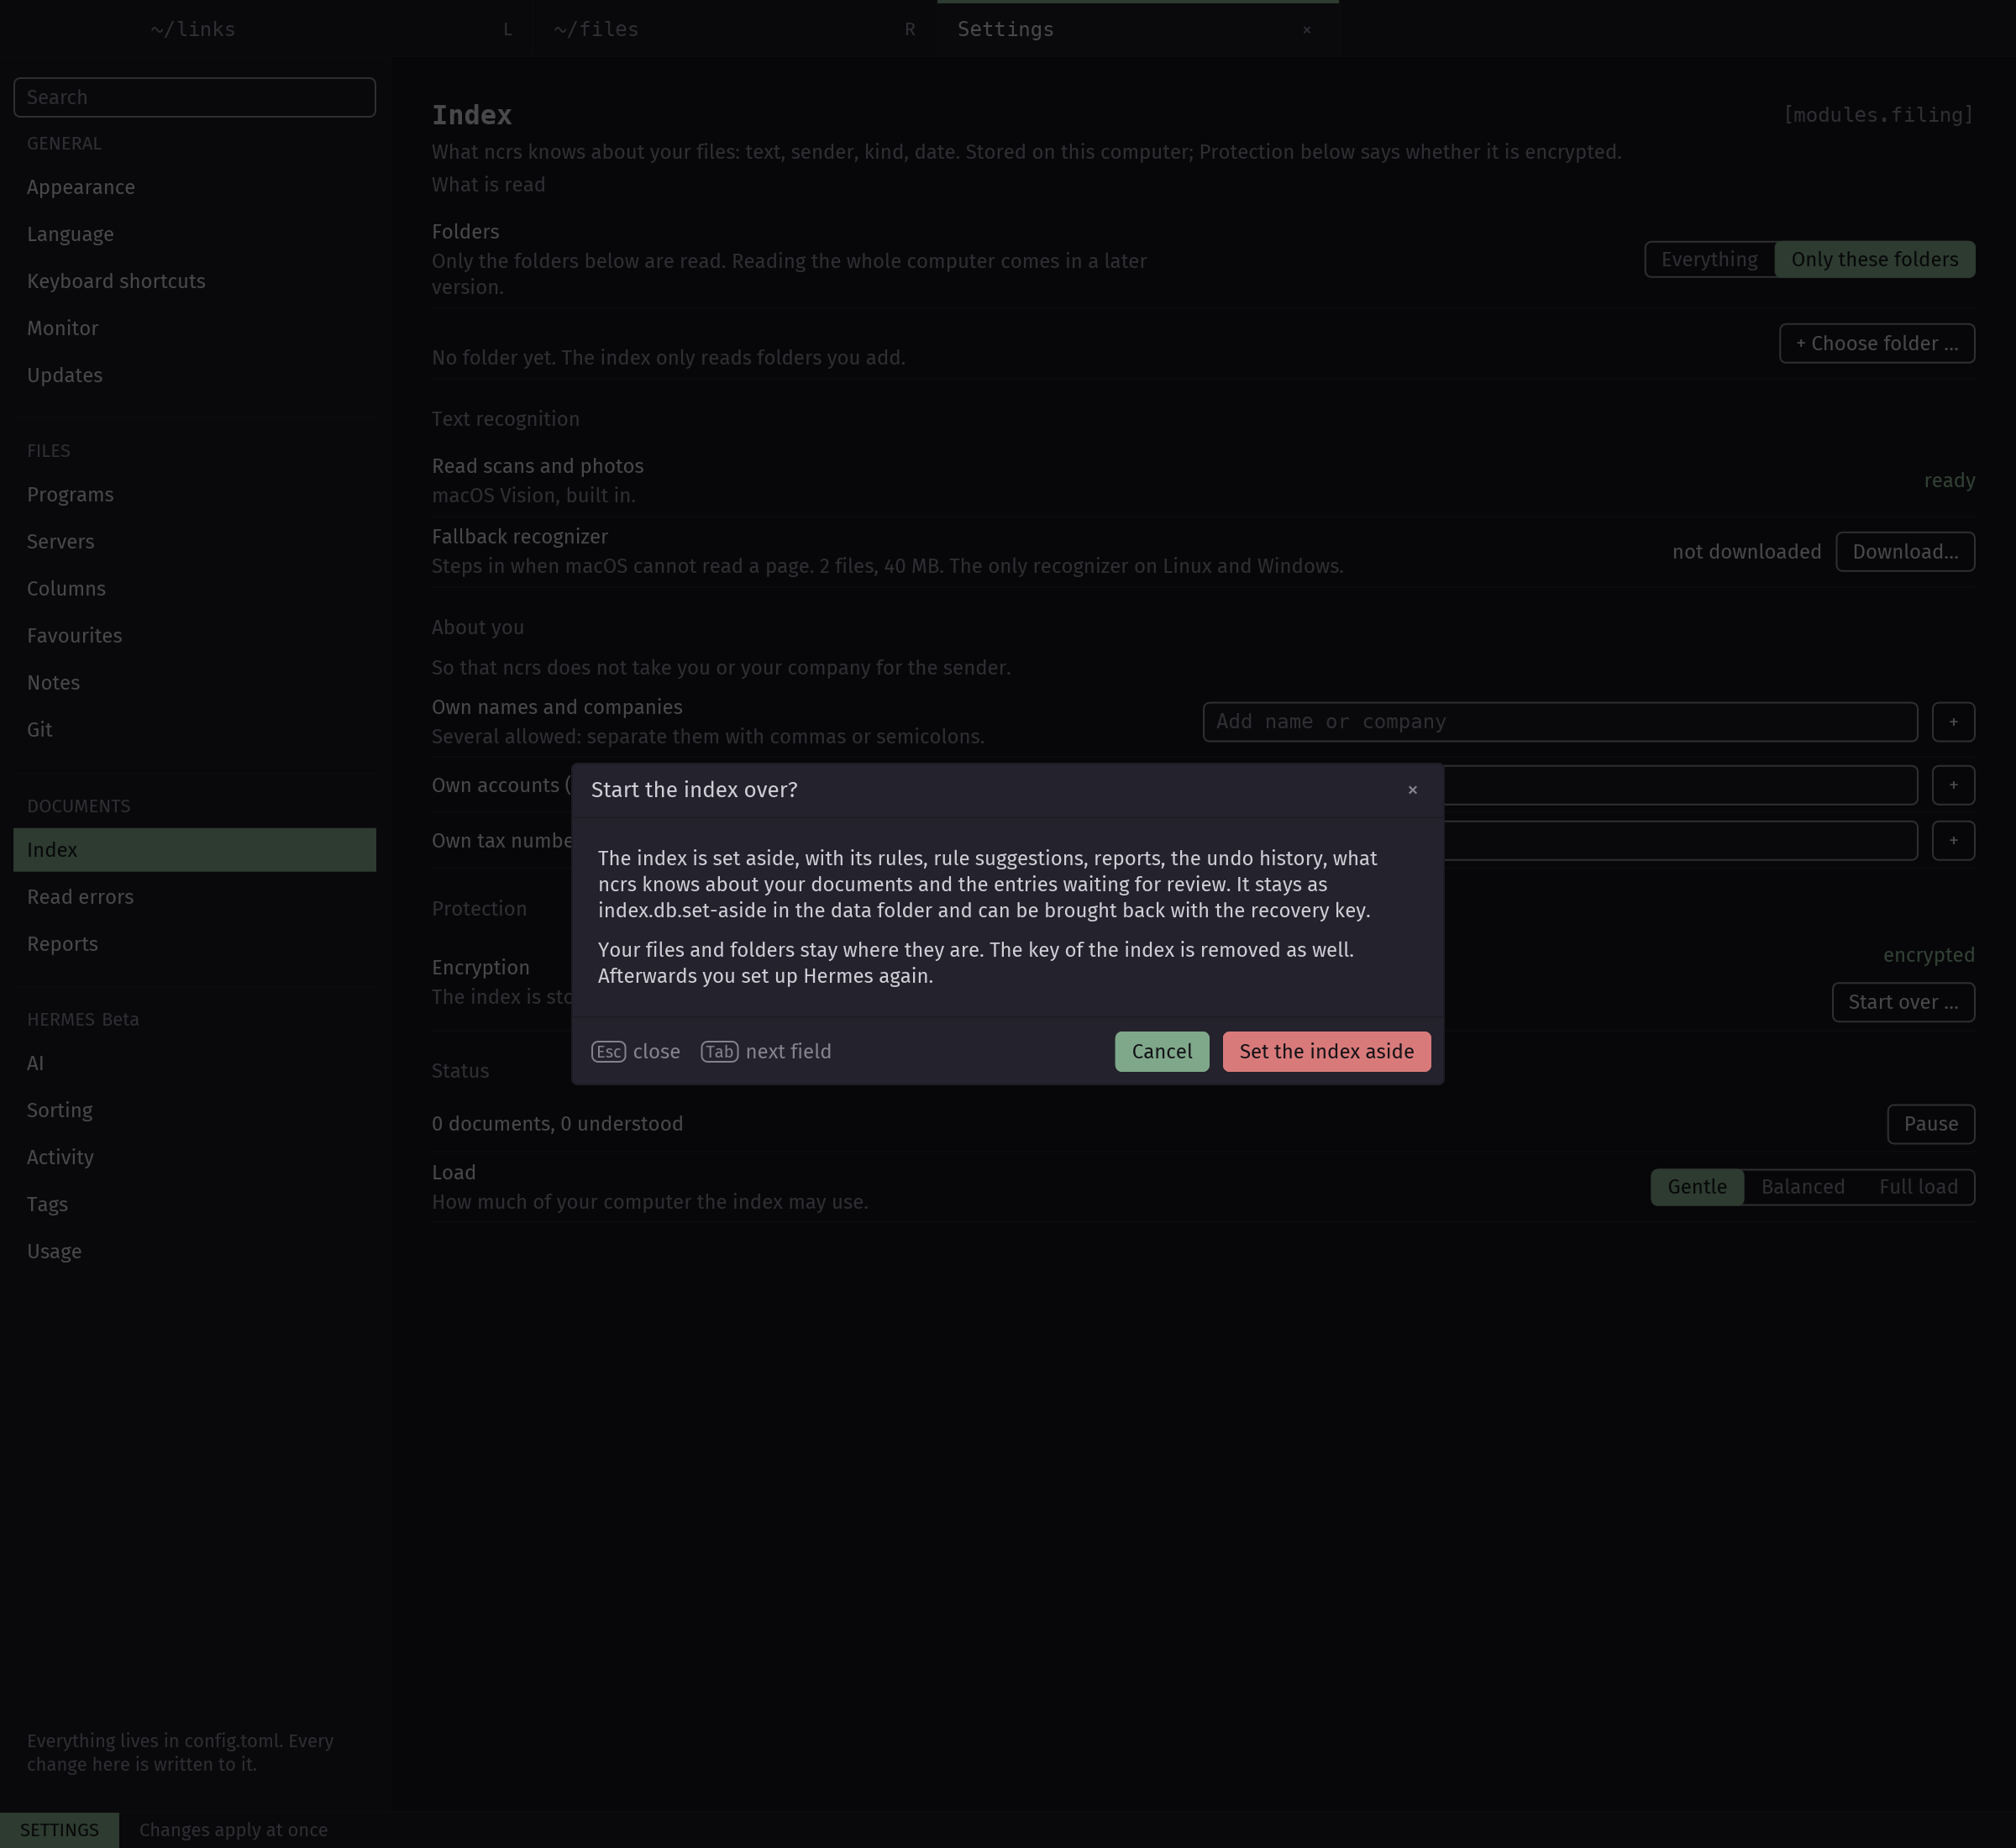 ~/links L
~/files R
Settings ×
Search
GENERAL
Appearance
Language
Keyboard shortcuts
Monitor
Updates
FILES
Programs
Servers
Columns
Favourites
Notes
Git
DOCUMENTS
Index
Read errors
Reports
HERMES Beta
AI
Sorting
Activity
Tags
Usage
Everything lives in config.toml. Every
change here is written to it.
Index
[modules.filing]
What ncrs knows about your files: text, sender, kind, date. Stored on this computer; Protection below says whether it is encrypted.
What is read
Folders
Only the folders below are read. Reading the whole computer comes in a later
version.
Everything Only these folders
No folder yet. The index only reads folders you add.
+ Choose folder ...
Text recognition
Read scans and photos
macOS Vision, built in.
ready
Fallback recognizer
Steps in when macOS cannot read a page. 2 files, 40 MB. The only recognizer on Linux and Windows.
not downloaded Download...
About you
So that ncrs does not take you or your company for the sender.
Own names and companies
Several allowed: separate them with commas or semicolons.
Add name or company +
Own accounts ( +
Own tax numbe +
Start the index over? ×
The index is set aside, with its rules, rule suggestions, reports, the undo history, what
ncrs knows about your documents and the entries waiting for review. It stays as
index.db.set-aside in the data folder and can be brought back with the recovery key.
Your files and folders stay where they are. The key of the index is removed as well.
Afterwards you set up Hermes again.
Esc close Tab next field
Cancel Set the index aside
Protection
Encryption
The index is sto
encrypted
Start over ...
Status
0 documents, 0 understood
Pause
Load
How much of your computer the index may use.
Gentle Balanced Full load
SETTINGS Changes apply at once